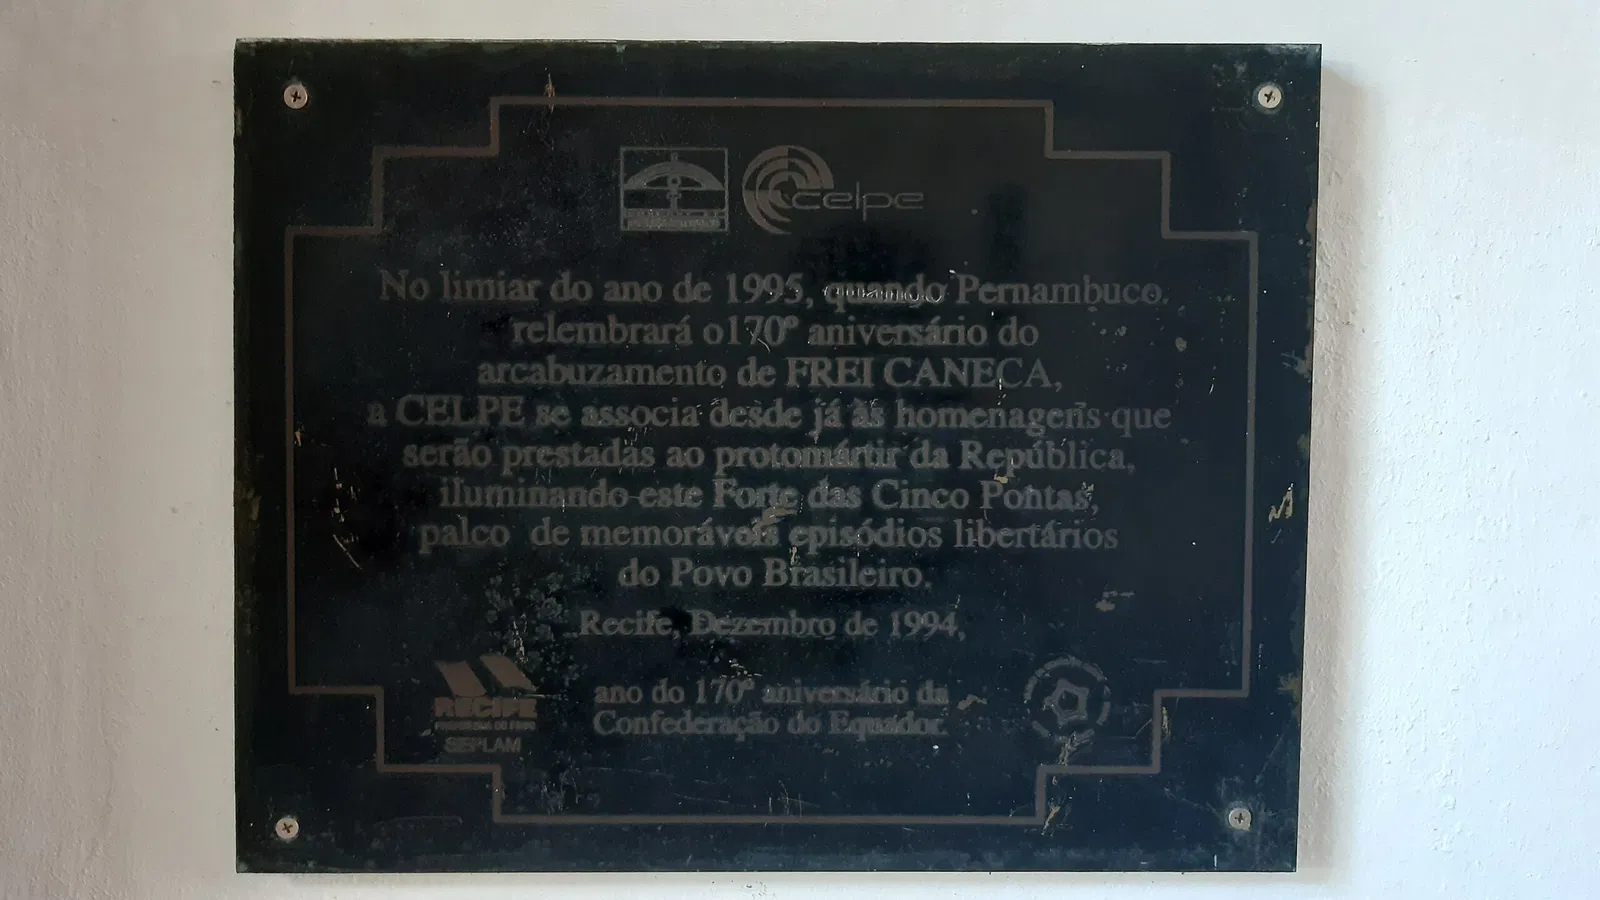 celpe
No limiar do ano de 1995, quando Pernambuco
relembrará o 170º aniversário do
arcabuzamento de FREI CANECA,
a CELPE se associa desde já às homenagens que
serão prestadas ao protomártir da República,
iluminando este Forte das Cinco Pontas,
palco de memoráveis episódios libertários
do Povo Brasileiro.
Recife, Dezembro de 1994,
ano do 170º aniversário da
Confederação do Equador.
RECIFE
SEPLAM